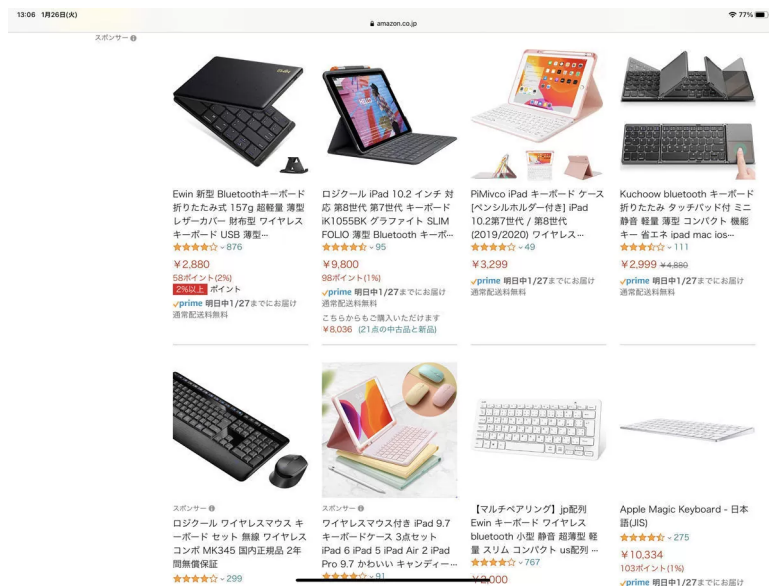 13:06 1月26日(火)
amazon.co.jp
77%
スポンサー
Ewin 新型 Bluetoothキーボード
折りたたみ式 157g 超軽量 薄型
レザーカバー 財布型 ワイヤレス
キーボード USB 薄型…
876
￥2,880
58ポイント(2%)
2%以上 ポイント
prime 明日中1/27までにお届け
通常配送料無料
ロジクール iPad 10.2 インチ 対
応 第8世代 第7世代 キーボード
iK1055BK グラファイト SLIM
FOLIO 薄型 Bluetooth キーボ…
95
￥9,800
98ポイント(1%)
prime 明日中1/27までにお届け
通常配送料無料
こちらからもご購入いただけます
￥8,036 (21点の中古品と新品)
PiMivco iPad キーボード ケース
[ペンシルホルダー付き] iPad
10.2第7世代 / 第8世代
(2019/2020) ワイヤレス…
49
￥3,299
prime 明日中1/27までにお届け
通常配送料無料
Kuchoow bluetooth キーボード
折りたたみ タッチパッド付 ミニ
静音 軽量 薄型 コンパクト 機能
キー 省エネ ipad mac ios…
111
￥2,999 ￥4,880
prime 明日中1/27までにお届け
通常配送料無料
スポンサー
ロジクール ワイヤレスマウス キ
ーボード セット 無線 ワイヤレス
コンボ MK345 国内正規品 2年
間無償保証
299
スポンサー
ワイヤレスマウス付き iPad 9.7
キーボードケース 3点セット
iPad 6 iPad 5 iPad Air 2 iPad
Pro 9.7 かわいい キャンディー…
91
【マルチペアリング】jp配列
Ewin キーボード ワイヤレス
bluetooth 小型 静音 超薄型 軽
量 スリム コンパクト us配列 …
767
Apple Magic Keyboard - 日本
語(JIS)
275
￥10,334
103ポイント(1%)
prime 明日中1/27までにお届け